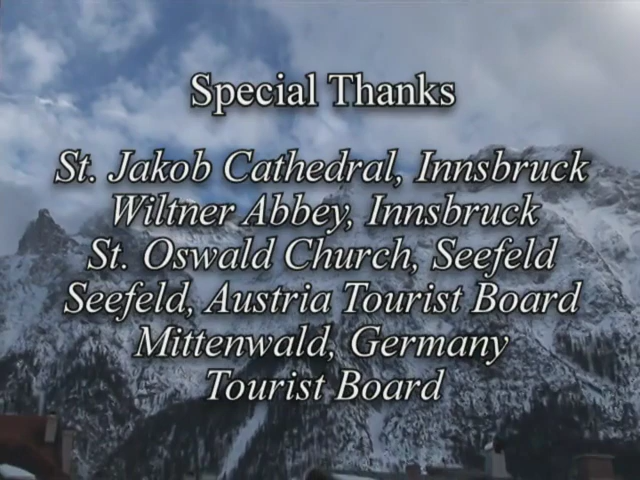 Special Thanks
St. Jakob Cathedral, Innsbruck
Wiltner Abbey, Innsbruck
St. Oswald Church, Seefeld
Seefeld, Austria Tourist Board
Mittenwald, Germany
Tourist Board